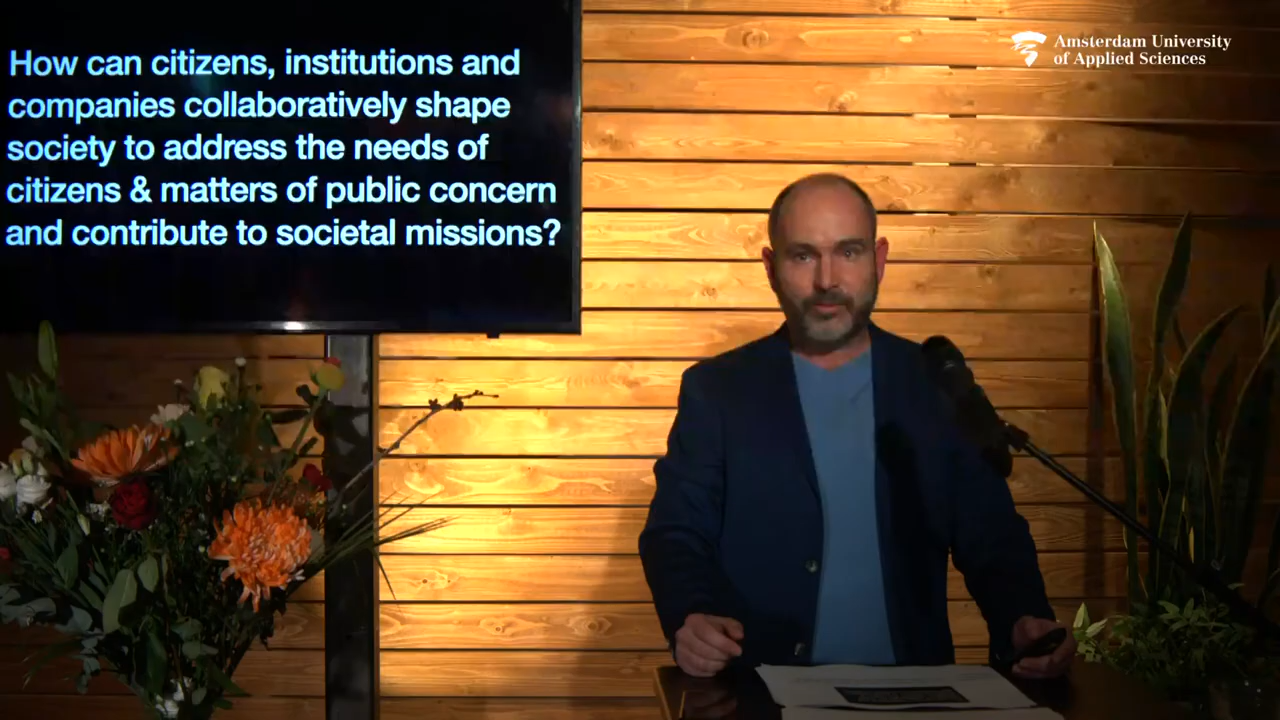 How can citizens, institutions and
companies collaboratively shape
society to address the needs of
citizens & matters of public concern
and contribute to societal missions?
Amsterdam University
of Applied Sciences